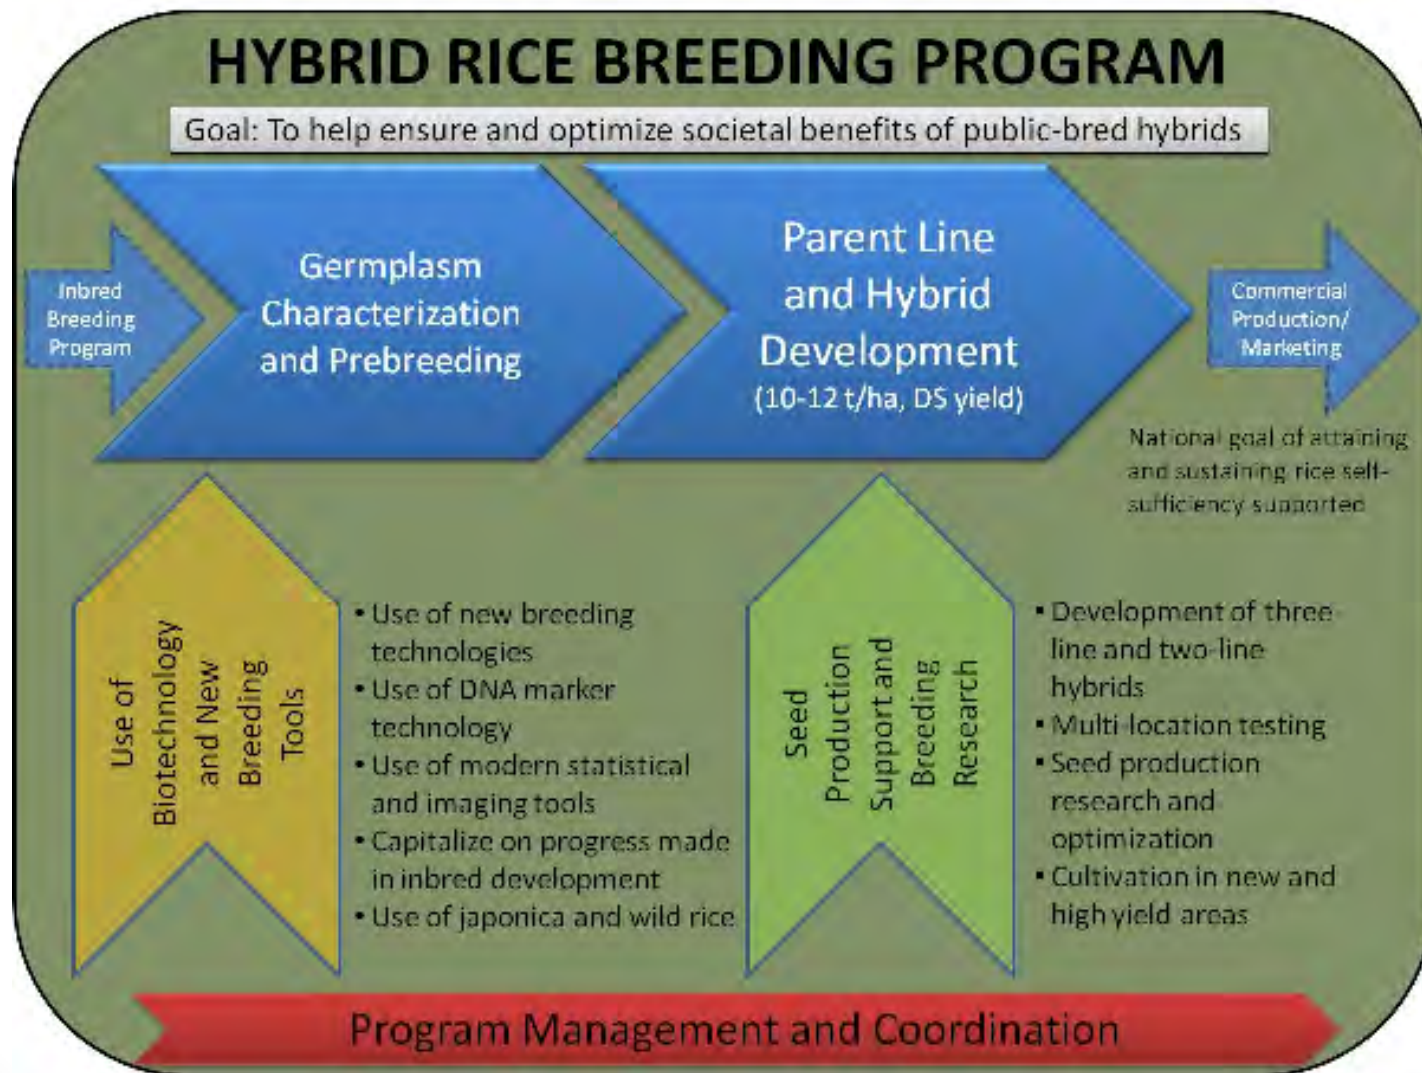 HYBRID RICE BREEDING PROGRAM
Goal: To help ensure and optimize societal benefits of public-bred hybrids
Inbred
Breeding
Program
Germplasm
Characterization
and Prebreeding
Parent Line
and Hybrid
Development
(10-12 t/ha, DS yield)
Commercial
Production/
Marketing
National goal of attaining
and sustaining rice self-
sufficiency supported
Use of
Biotechnology
and New
Breeding
Tools
• Use of new breeding
technologies
• Use of DNA marker
technology
• Use of modern statistical
and imaging tools
• Capitalize on progress made
in inbred development
• Use of japonica and wild rice
Seed
Production
Support and
Breeding
Research
▪ Development of three
line and two-line
hybrids
▪ Multi-location testing
▪ Seed production
research and
optimization
▪ Cultivation in new and
high yield areas
Program Management and Coordination